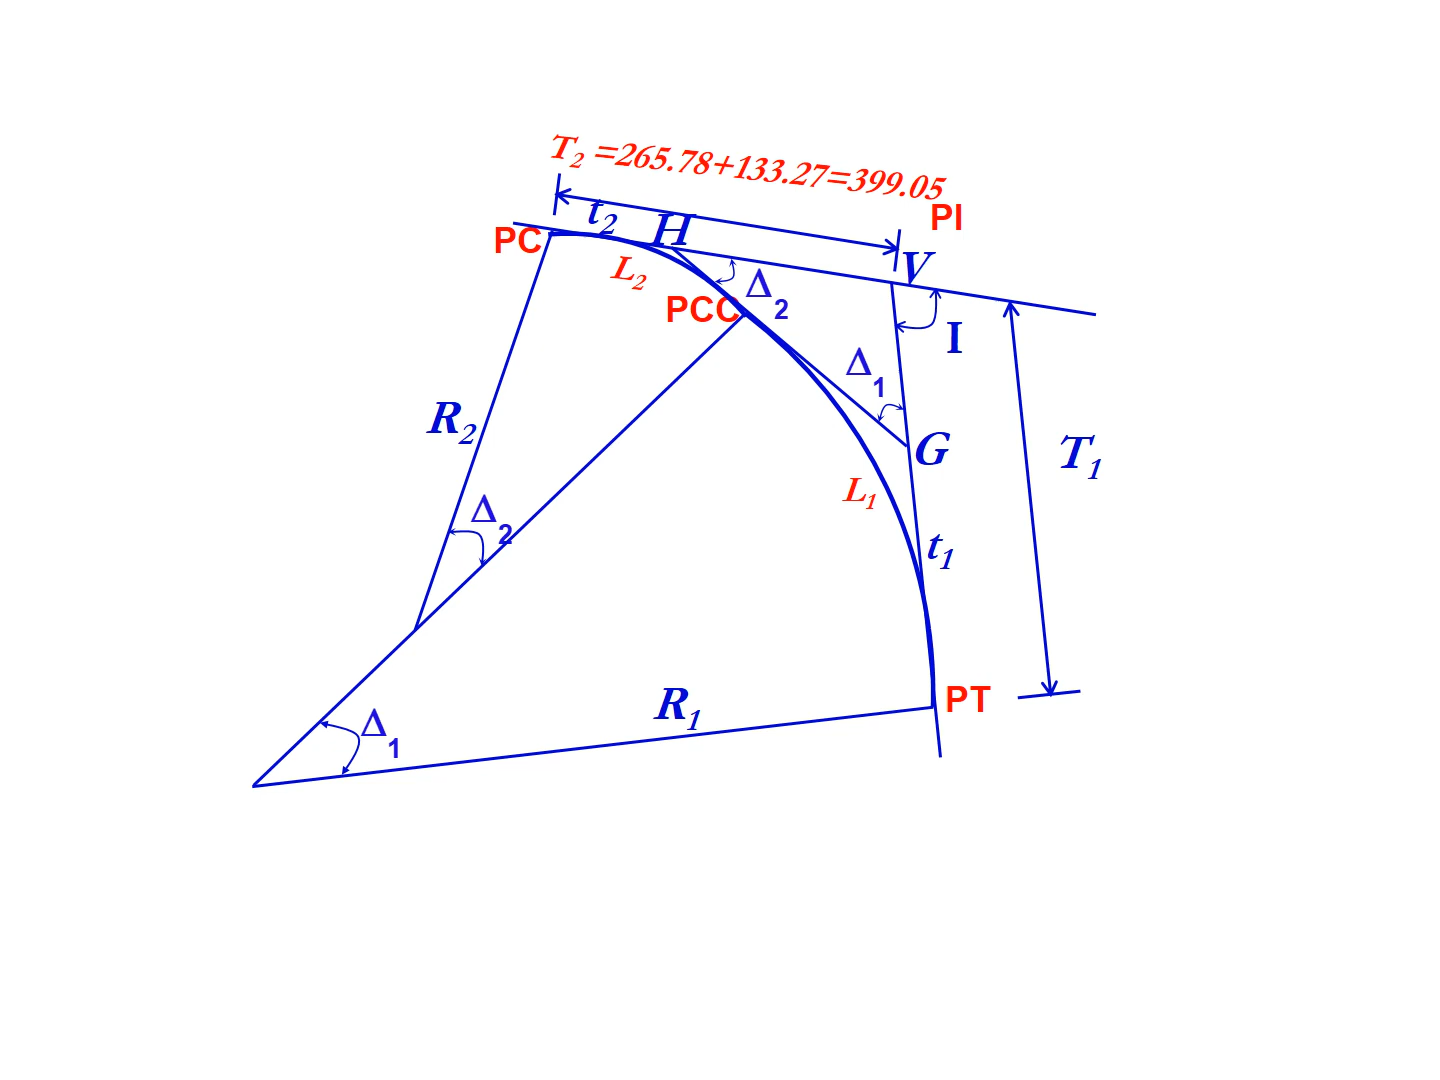 T₂ =265.78+133.27=399.05
PI
t₂
H
PC
V
L₂
Δ₂
PCC
I
Δ₁
R₂
G
T₁
L₁
Δ₂
t₁
R₁
PT
Δ₁